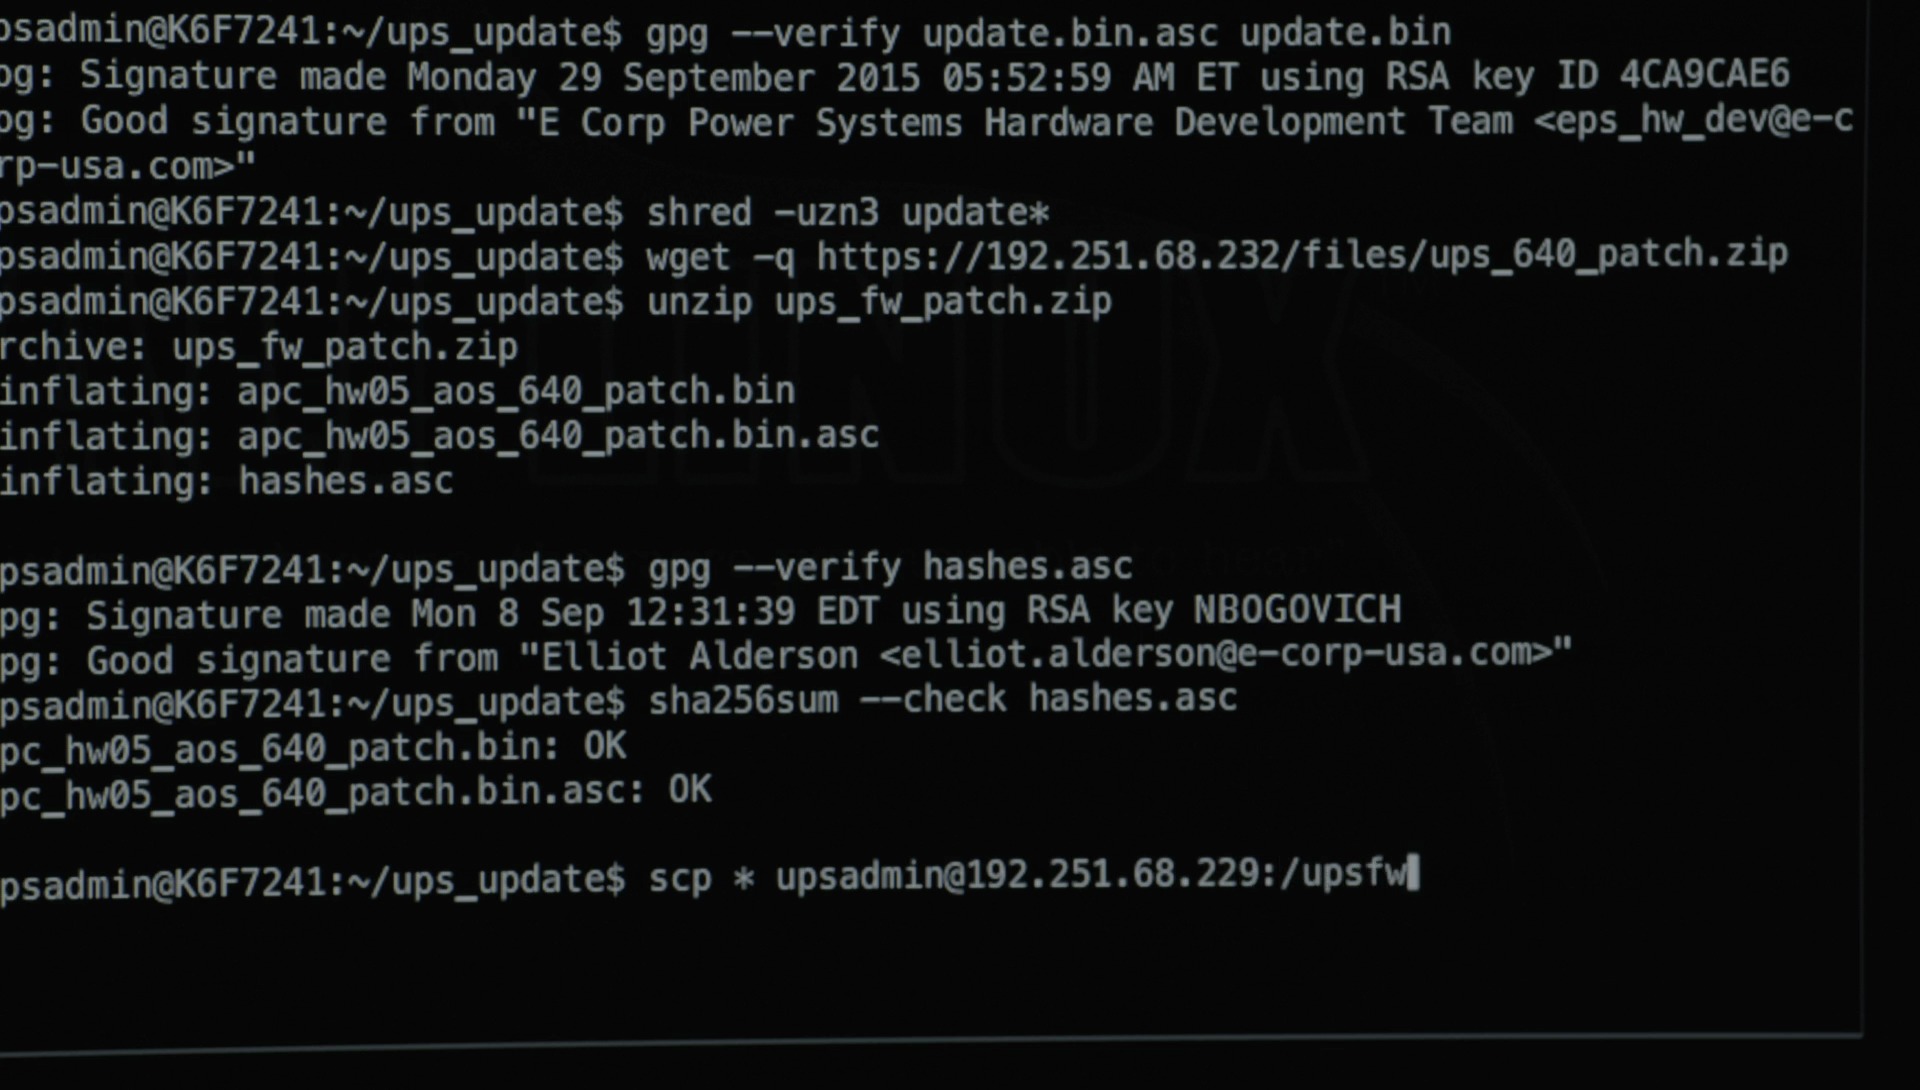 psadmin@K6F7241:~/ups_update$ gpg --verify update.bin.asc update.bin
pg: Signature made Monday 29 September 2015 05:52:59 AM ET using RSA key ID 4CA9CAE6
pg: Good signature from "E Corp Power Systems Hardware Development Team <eps_hw_dev@e-c
rp-usa.com>"
psadmin@K6F7241:~/ups_update$ shred -uzn3 update*
psadmin@K6F7241:~/ups_update$ wget -q https://192.251.68.232/files/ups_640_patch.zip
psadmin@K6F7241:~/ups_update$ unzip ups_fw_patch.zip
rchive: ups_fw_patch.zip
inflating: apc_hw05_aos_640_patch.bin
inflating: apc_hw05_aos_640_patch.bin.asc
inflating: hashes.asc
psadmin@K6F7241:~/ups_update$ gpg --verify hashes.asc
pg: Signature made Mon 8 Sep 12:31:39 EDT using RSA key NBOGOVICH
pg: Good signature from "Elliot Alderson <elliot.alderson@e-corp-usa.com>"
psadmin@K6F7241:~/ups_update$ sha256sum --check hashes.asc
pc_hw05_aos_640_patch.bin: OK
pc_hw05_aos_640_patch.bin.asc: OK
psadmin@K6F7241:~/ups_update$ scp * upsadmin@192.251.68.229:/upsfw
LINUX